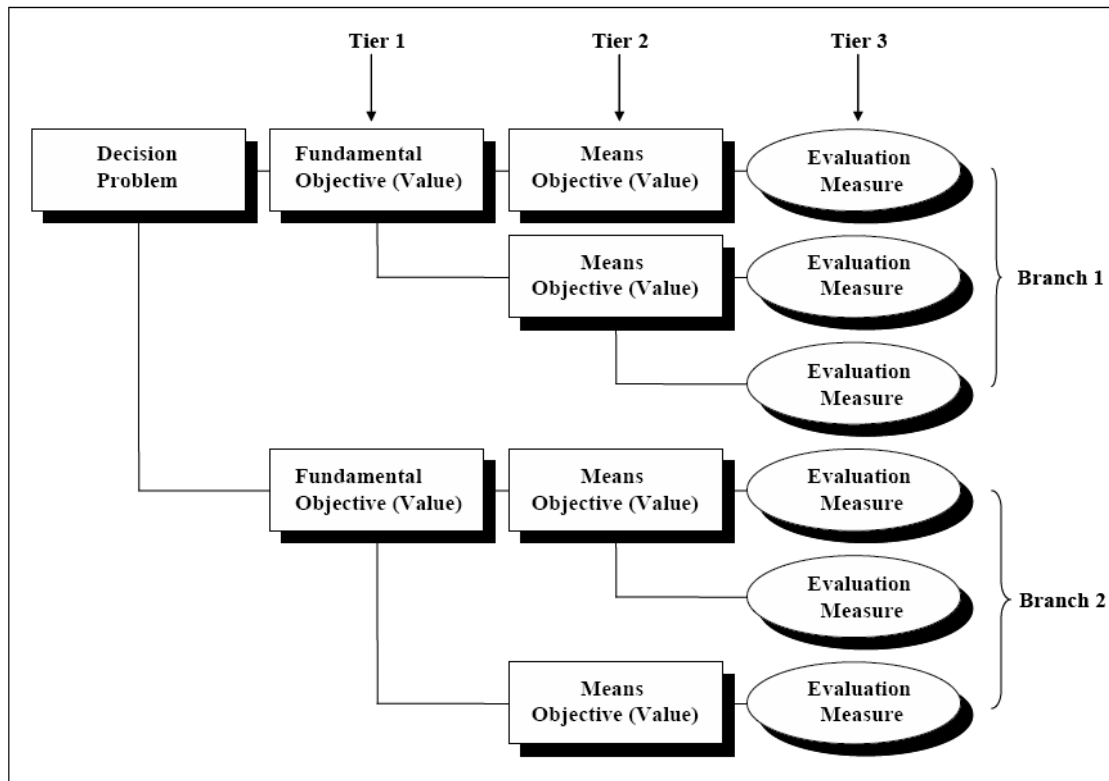 Tier 1
Tier 2
Tier 3
Decision
Problem
Fundamental
Objective (Value)
Means
Objective (Value)
Evaluation
Measure
Means
Objective (Value)
Evaluation
Measure
Branch 1
Evaluation
Measure
Fundamental
Objective (Value)
Means
Objective (Value)
Evaluation
Measure
Evaluation
Measure
Branch 2
Means
Objective (Value)
Evaluation
Measure